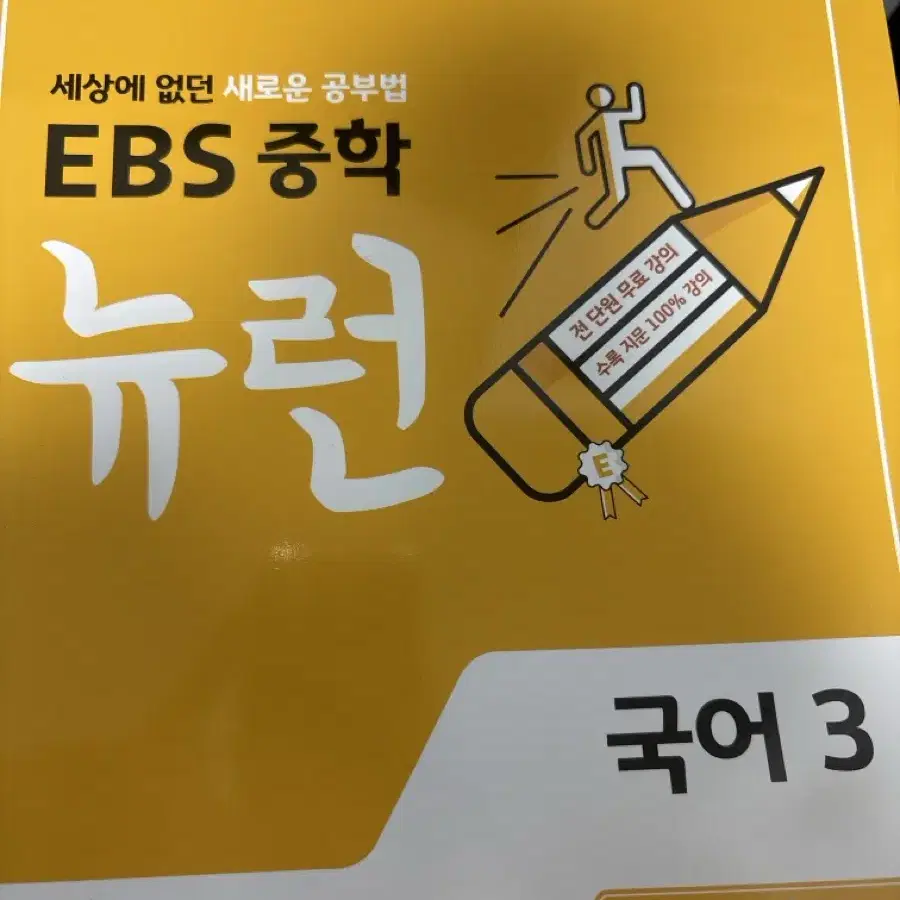 세상에 없던 새로운 공부법
EBS 중학
뉴런
전 단원 무료 강의
수록 지문 100% 강의
E
국어 3